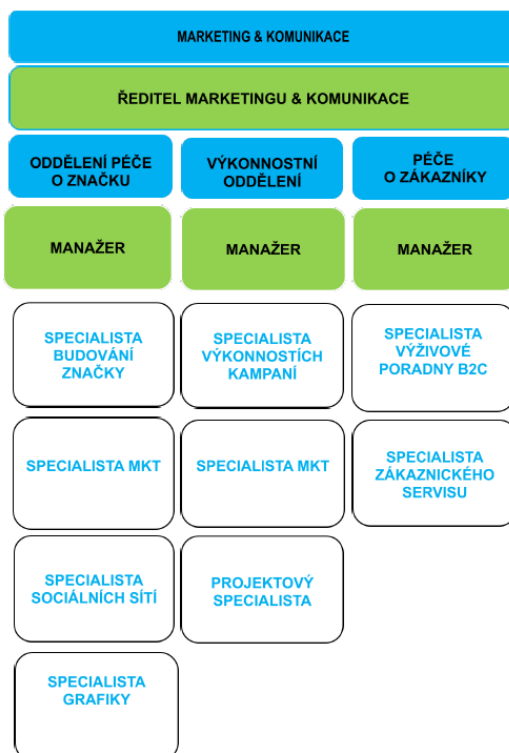 MARKETING & KOMUNIKACE
ŘEDITEL MARKETINGU & KOMUNIKACE
ODDĚLENÍ PÉČE
O ZNAČKU
VÝKONNOSTNÍ
ODDĚLENÍ
PÉČE
O ZÁKAZNÍKY
MANAŽER
MANAŽER
MANAŽER
SPECIALISTA
BUDOVÁNÍ
ZNAČKY
SPECIALISTA
VÝKONNOSTÍCH
KAMPANÍ
SPECIALISTA
VÝŽIVOVÉ
PORADNY B2C
SPECIALISTA MKT
SPECIALISTA MKT
SPECIALISTA
ZÁKAZNICKÉHO
SERVISU
SPECIALISTA
SOCIÁLNÍCH SÍTÍ
PROJEKTOVÝ
SPECIALISTA
SPECIALISTA
GRAFIKY